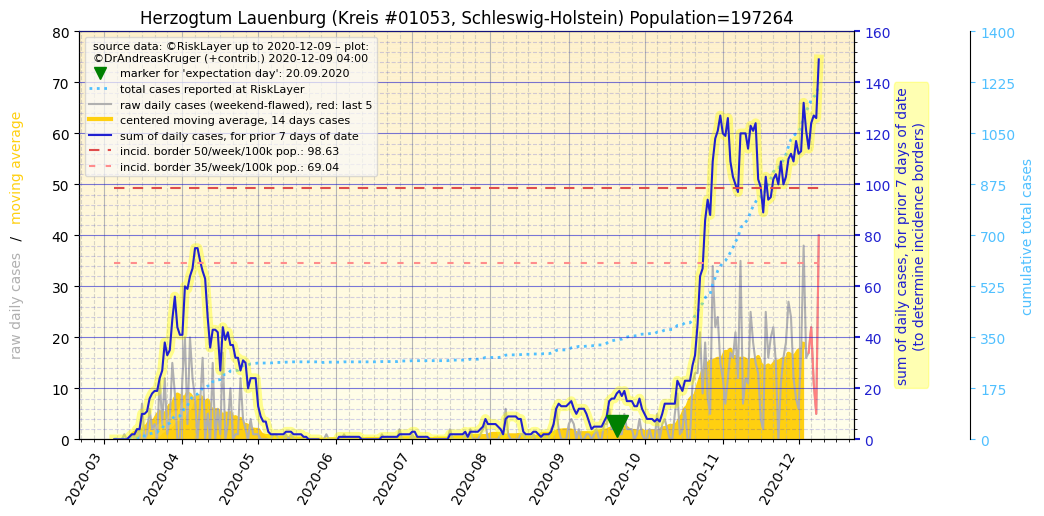 Herzogtum Lauenburg (Kreis #01053, Schleswig-Holstein) Population=197264
source data: ©RiskLayer up to 2020-12-09 – plot:
©DrAndreasKruger (+contrib.) 2020-12-09 04:00
marker for 'expectation day': 20.09.2020
total cases reported at RiskLayer
raw daily cases (weekend-flawed), red: last 5
centered moving average, 14 days cases
sum of daily cases, for prior 7 days of date
incid. border 50/week/100k pop.: 98.63
incid. border 35/week/100k pop.: 69.04
raw daily cases / moving average
80
70
60
50
40
30
20
10
0
160
140
120
100
80
60
40
20
0
sum of daily cases, for prior 7 days of date
(to determine incidence borders)
1400
1225
1050
875
700
525
350
175
0
cumulative total cases
2020-03
2020-04
2020-05
2020-06
2020-07
2020-08
2020-09
2020-10
2020-11
2020-12